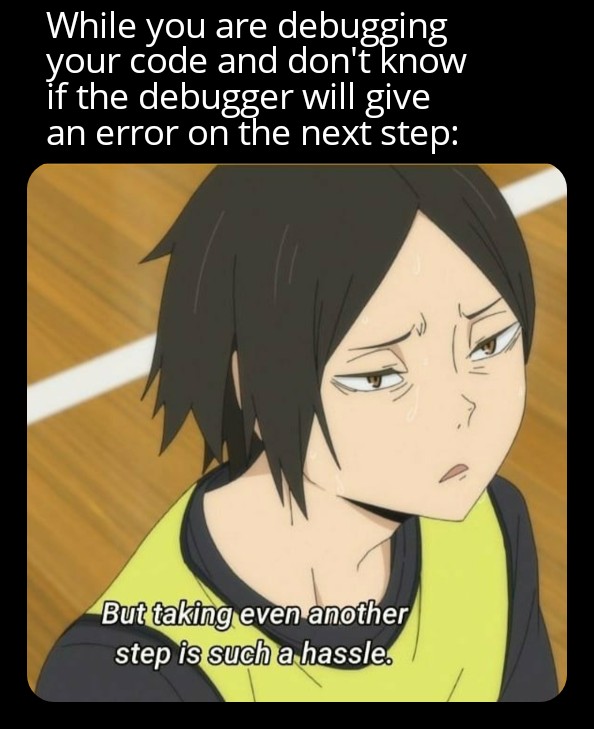 While you are debugging
your code and don't know
if the debugger will give
an error on the next step:
But taking even another
step is such a hassle.